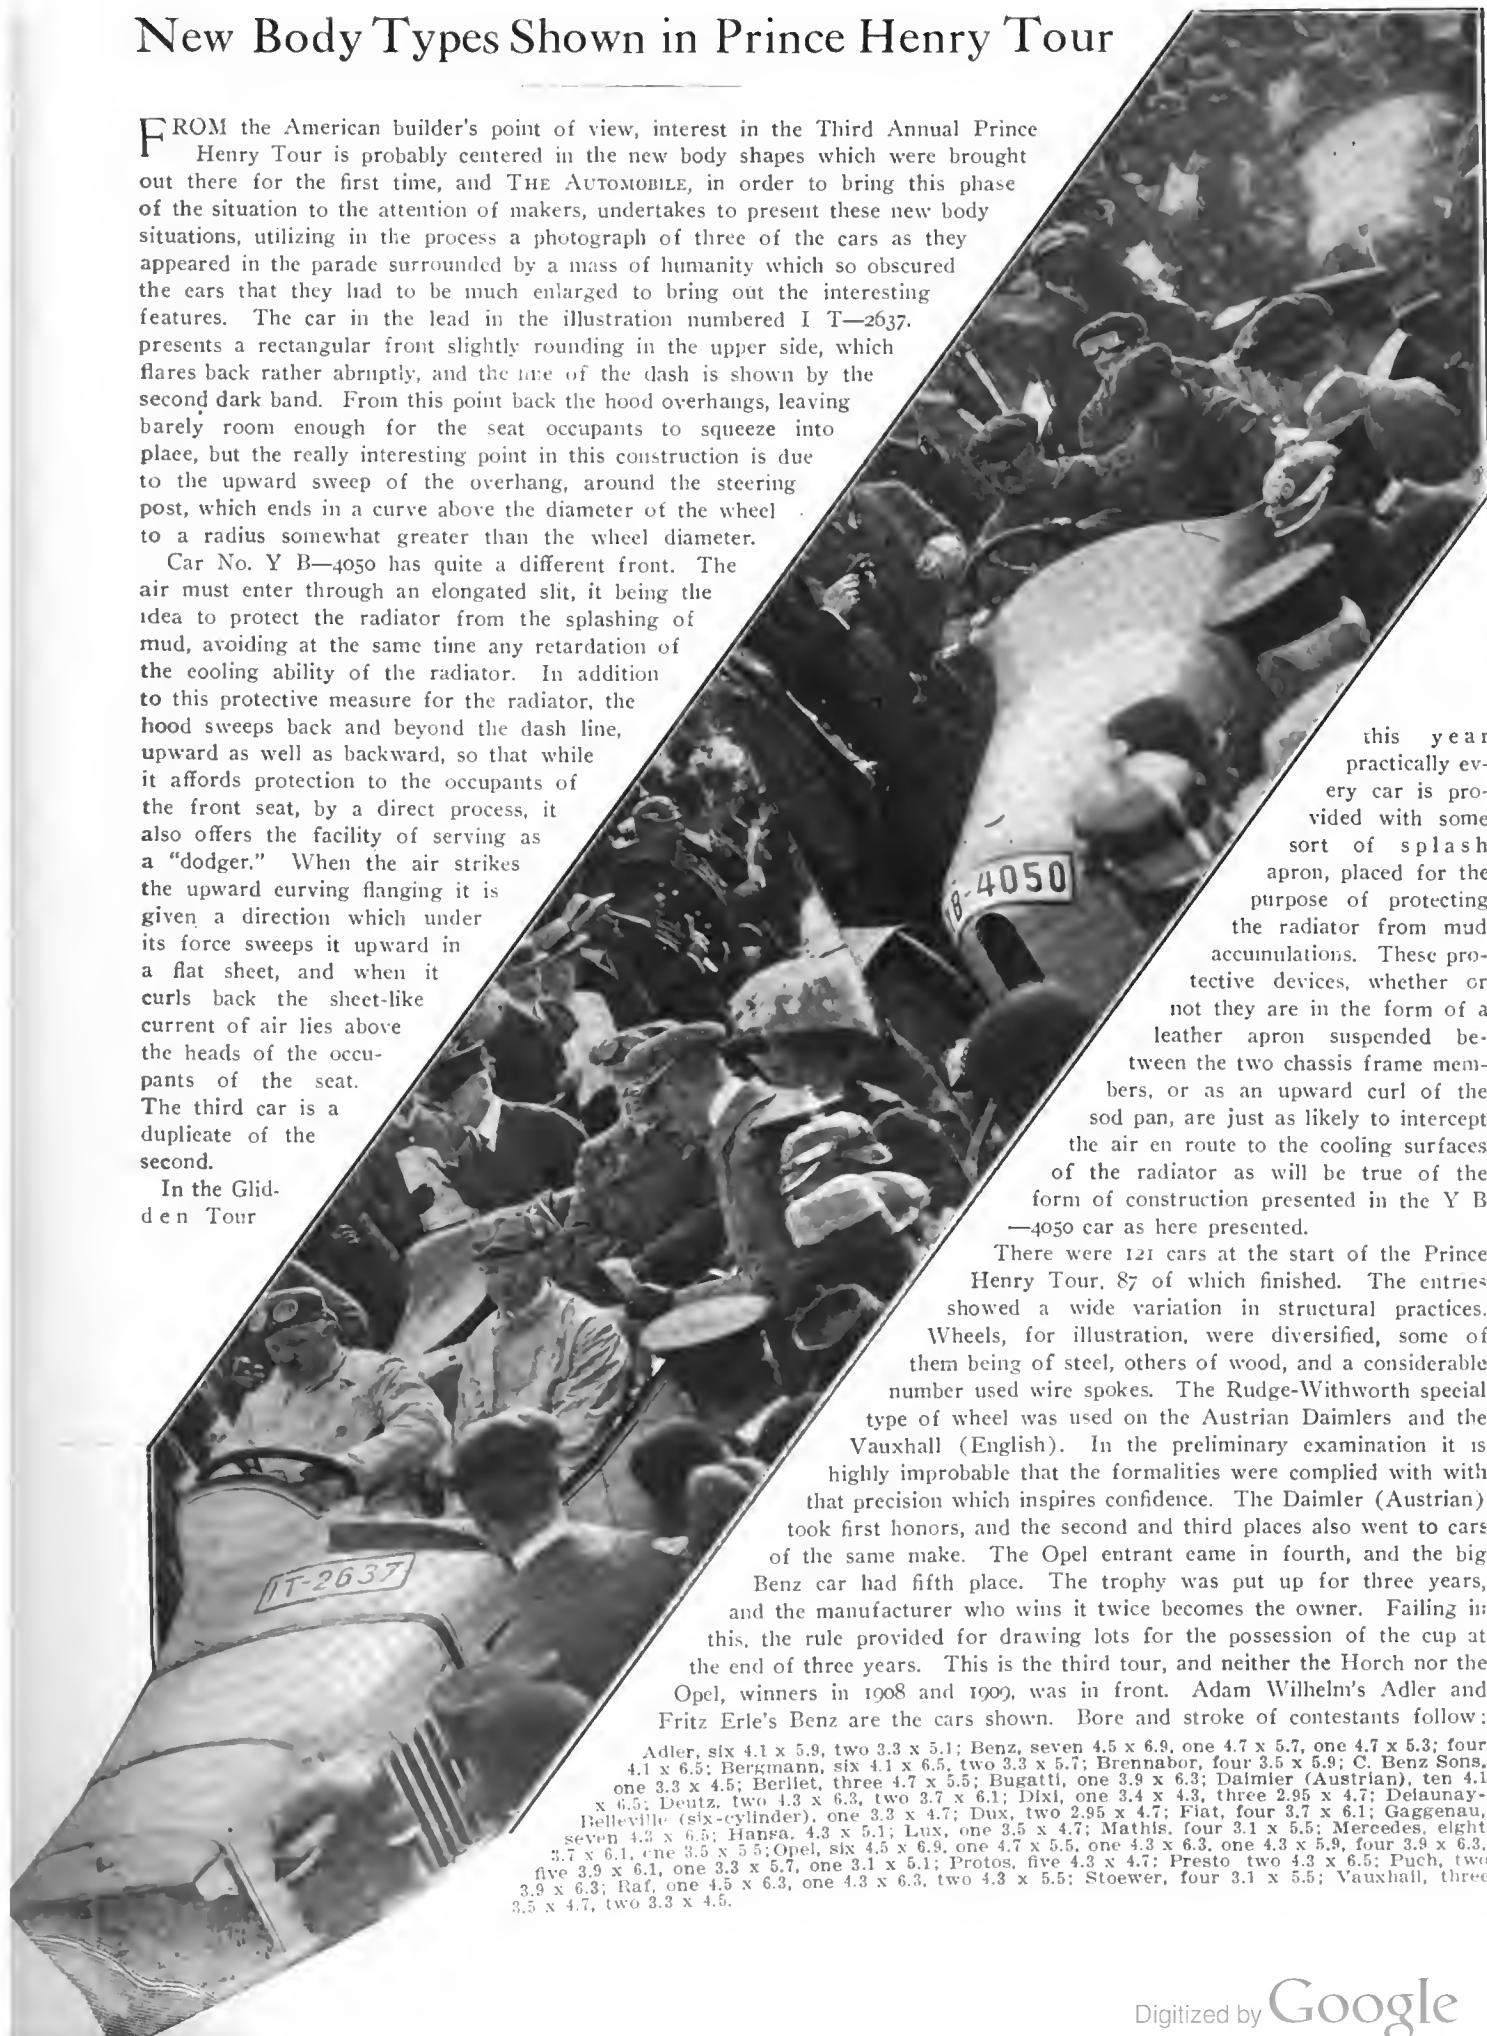 New Body Types Shown in Prince Henry Tour
FROM the American builder's point of view, interest in the Third Annual Prince
Henry Tour is probably centered in the new body shapes which were brought
out there for the first time, and THE AUTOMOBILE, in order to bring this phase
of the situation to the attention of makers, undertakes to present these new body
situations, utilizing in the process a photograph of three of the cars as they
appeared in the parade surrounded by a mass of humanity which so obscured
the cars that they had to be much enlarged to bring out the interesting
features. The car in the lead in the illustration numbered I T—2637.
presents a rectangular front slightly rounding in the upper side, which
flares back rather abruptly, and the line of the dash is shown by the
second dark band. From this point back the hood overhangs, leaving
barely room enough for the seat occupants to squeeze into
place, but the really interesting point in this construction is due
to the upward sweep of the overhang, around the steering
post, which ends in a curve above the diameter of the wheel
to a radius somewhat greater than the wheel diameter.
Car No. Y B—4050 has quite a different front. The
air must enter through an elongated slit, it being the
idea to protect the radiator from the splashing of
mud, avoiding at the same time any retardation of
the cooling ability of the radiator. In addition
to this protective measure for the radiator, the
hood sweeps back and beyond the dash line,
upward as well as backward, so that while
it affords protection to the occupants of
the front seat, by a direct process, it
also offers the facility of serving as
a "dodger." When the air strikes
the upward curving flanging it is
given a direction which under
its force sweeps it upward in
a flat sheet, and when it
curls back the sheet-like
current of air lies above
the heads of the occu-
pants of the seat.
The third car is a
duplicate of the
second.
In the Glid-
den Tour
this year
practically ev-
ery car is pro-
vided with some
sort of splash
apron, placed for the
purpose of protecting
the radiator from mud
accumulations. These pro-
tective devices, whether or
not they are in the form of a
leather apron suspended be-
tween the two chassis frame mem-
bers, or as an upward curl of the
sod pan, are just as likely to intercept
the air en route to the cooling surfaces
of the radiator as will be true of the
form of construction presented in the Y B
—4050 car as here presented.
There were 121 cars at the start of the Prince
Henry Tour, 87 of which finished. The entries
showed a wide variation in structural practices.
Wheels, for illustration, were diversified, some of
them being of steel, others of wood, and a considerable
number used wire spokes. The Rudge-Withworth special
type of wheel was used on the Austrian Daimlers and the
Vauxhall (English). In the preliminary examination it is
highly improbable that the formalities were complied with with
that precision which inspires confidence. The Daimler (Austrian)
took first honors, and the second and third places also went to cars
of the same make. The Opel entrant came in fourth, and the big
Benz car had fifth place. The trophy was put up for three years,
and the manufacturer who wins it twice becomes the owner. Failing in
this, the rule provided for drawing lots for the possession of the cup at
the end of three years. This is the third tour, and neither the Horch nor the
Opel, winners in 1908 and 1909, was in front. Adam Wilhelm's Adler and
Fritz Erle's Benz are the cars shown. Bore and stroke of contestants follow:
Adler, six 4.1 x 5.9, two 3.3 x 5.1; Benz, seven 4.5 x 6.9, one 4.7 x 5.7, one 4.7 x 5.3; four
4.1 x 6.5; Bergmann, six 4.1 x 6.5, two 3.3 x 5.7; Brennabor, four 3.5 x 5.9; C. Benz Sons,
one 3.3 x 4.5; Berliet, three 4.7 x 5.5; Bugatti, one 3.9 x 6.3; Daimler (Austrian), ten 4.1
x 6.5; Deutz, two 4.3 x 6.3, two 3.7 x 6.1; Dixi, one 3.4 x 4.3, three 2.95 x 4.7; Delaunay-
Belleville (six-cylinder), one 3.3 x 4.7; Dux, two 2.95 x 4.7; Fiat, four 3.7 x 6.1; Gaggenau,
seven 4.3 x 6.5; Hansa, 4.3 x 5.1; Lux, one 3.5 x 4.7; Mathis, four 3.1 x 5.5; Mercedes, eight
3.7 x 6.1, one 3.5 x 5.5; Opel, six 4.5 x 6.9, one 4.7 x 5.5, one 4.3 x 6.3, one 4.3 x 5.9, four 3.9 x 6.3,
five 3.9 x 6.1, one 3.3 x 5.7, one 3.1 x 5.1; Protos, five 4.3 x 4.7; Presto two 4.3 x 6.5; Puch, two
3.9 x 6.3; Raf, one 4.5 x 6.3, one 4.3 x 6.3, two 4.3 x 5.5; Stoewer, four 3.1 x 5.5; Vauxhall, three
3.5 x 4.7, two 3.3 x 4.5.
B-4050
IT-2637
Digitized by Google